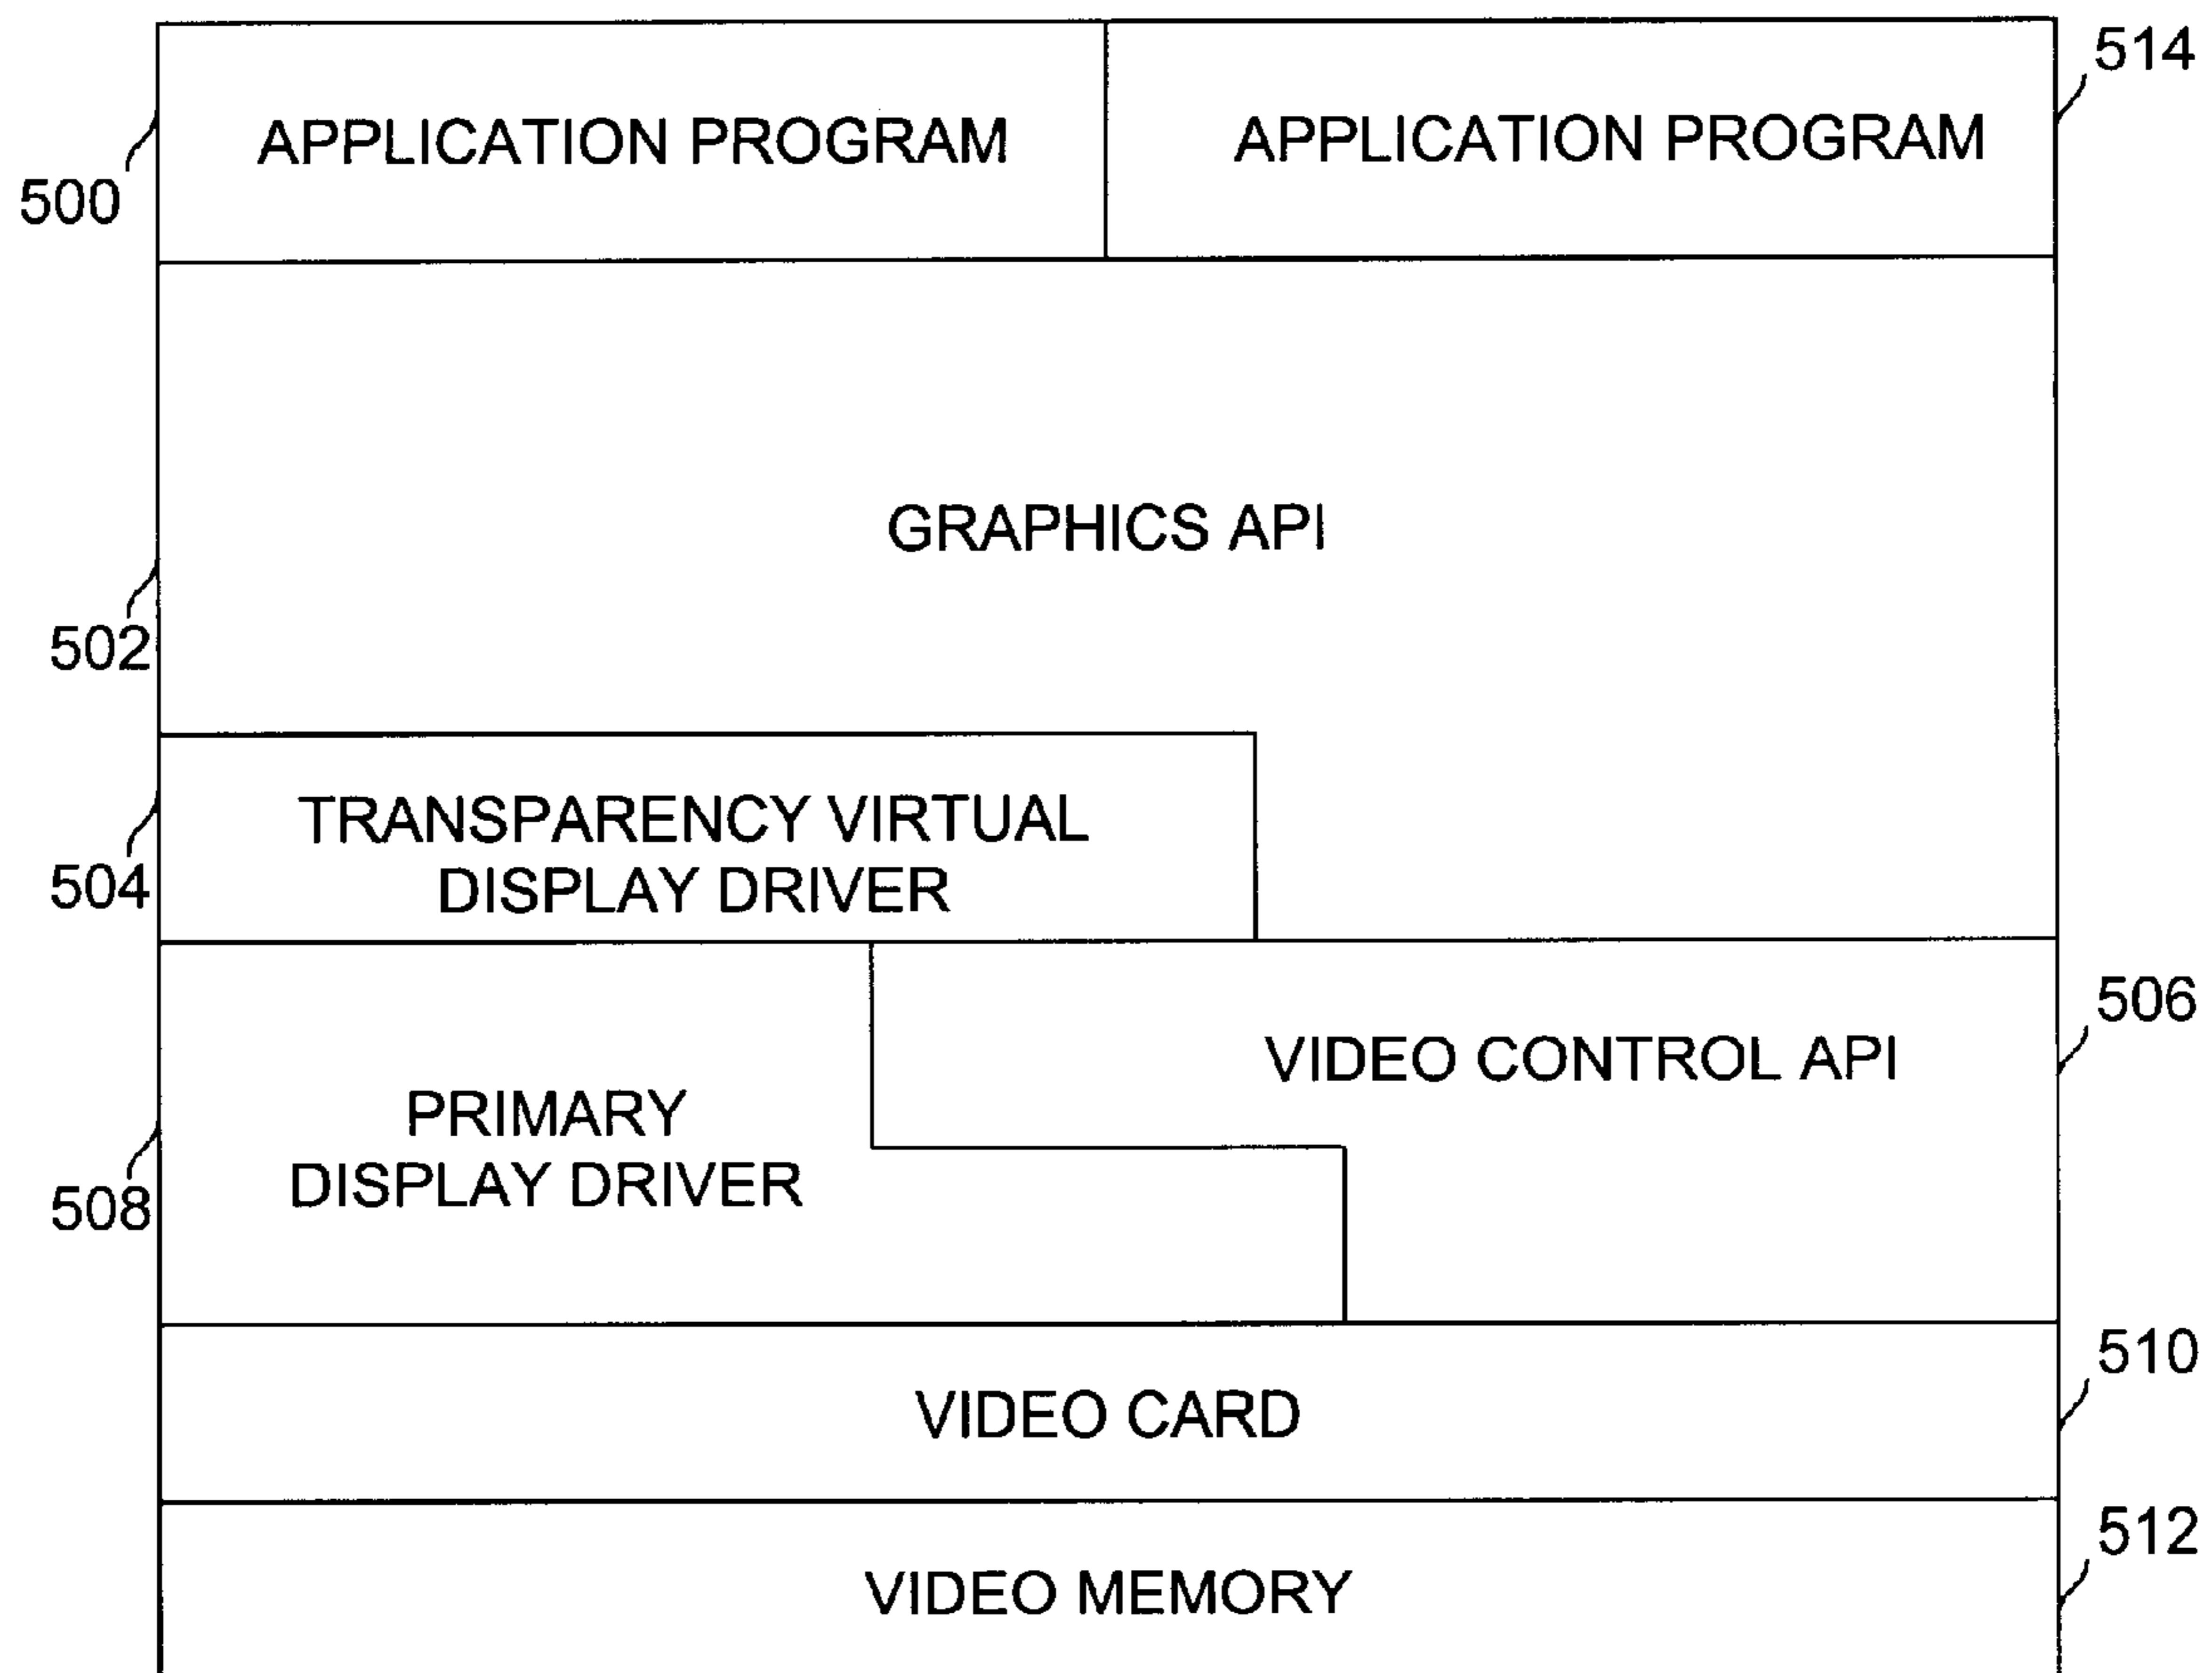 514
APPLICATION PROGRAM
APPLICATION PROGRAM
500
GRAPHICS API
502
TRANSPARENCY VIRTUAL
DISPLAY DRIVER
504
506
VIDEO CONTROL API
PRIMARY
DISPLAY DRIVER
508
510
VIDEO CARD
512
VIDEO MEMORY